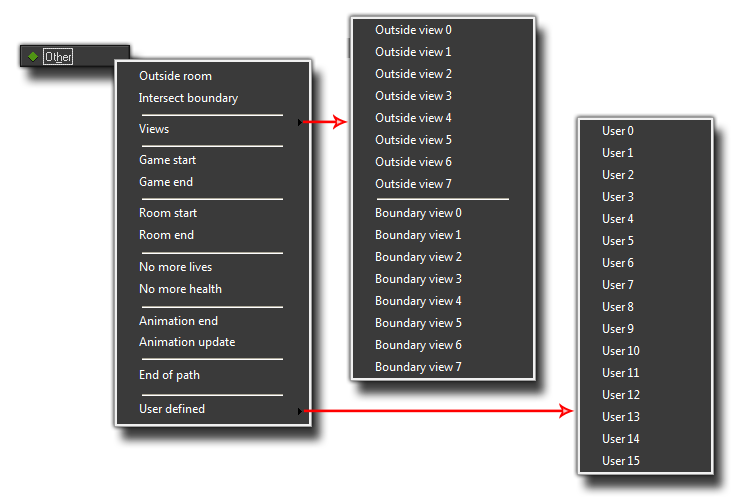 Other
Outside room
Intersect boundary
Views
Game start
Game end
Room start
Room end
No more lives
No more health
Animation end
Animation update
End of path
User defined
Outside view 0
Outside view 1
Outside view 2
Outside view 3
Outside view 4
Outside view 5
Outside view 6
Outside view 7
Boundary view 0
Boundary view 1
Boundary view 2
Boundary view 3
Boundary view 4
Boundary view 5
Boundary view 6
Boundary view 7
User 0
User 1
User 2
User 3
User 4
User 5
User 6
User 7
User 8
User 9
User 10
User 11
User 12
User 13
User 14
User 15